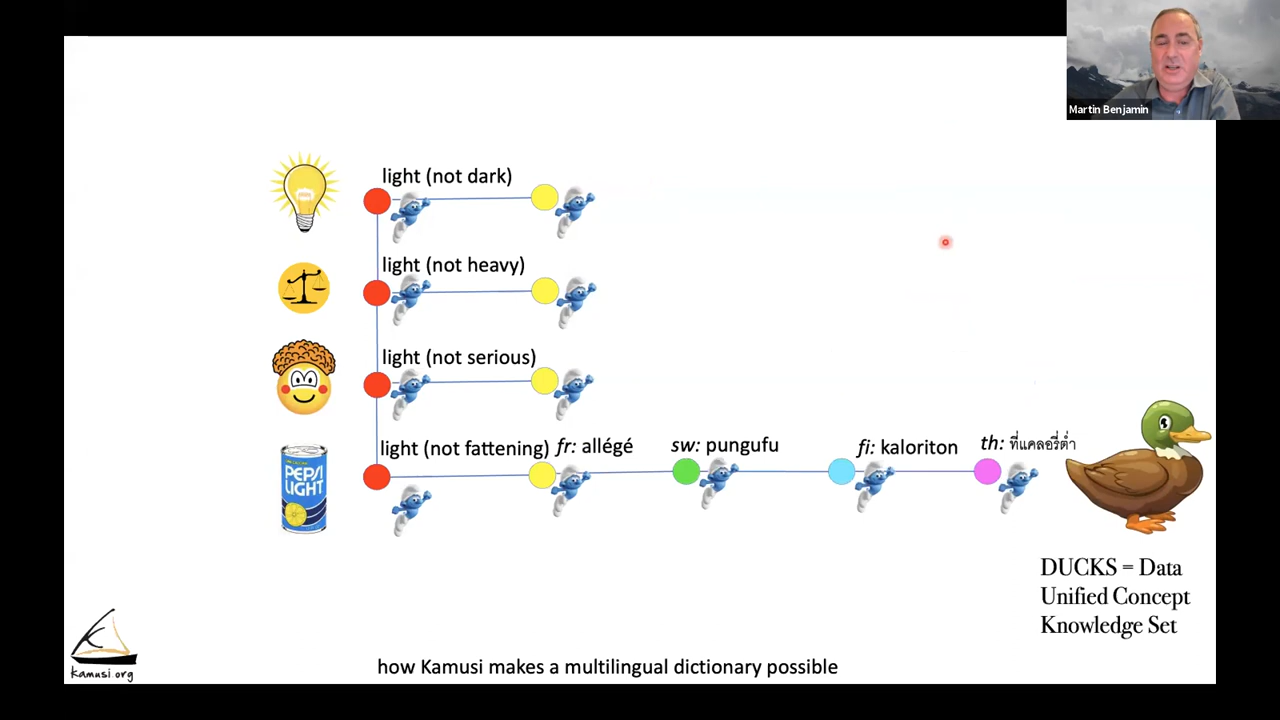 Martin Benjamin
light (not dark)
light (not heavy)
light (not serious)
light (not fattening) fr: allégé sw: pungufu fi: kaloriton th: ที่แคลอรี่ต่ำ
PEPSI
LIGHT
DUCKS = Data
Unified Concept
Knowledge Set
kamusi.org
how Kamusi makes a multilingual dictionary possible